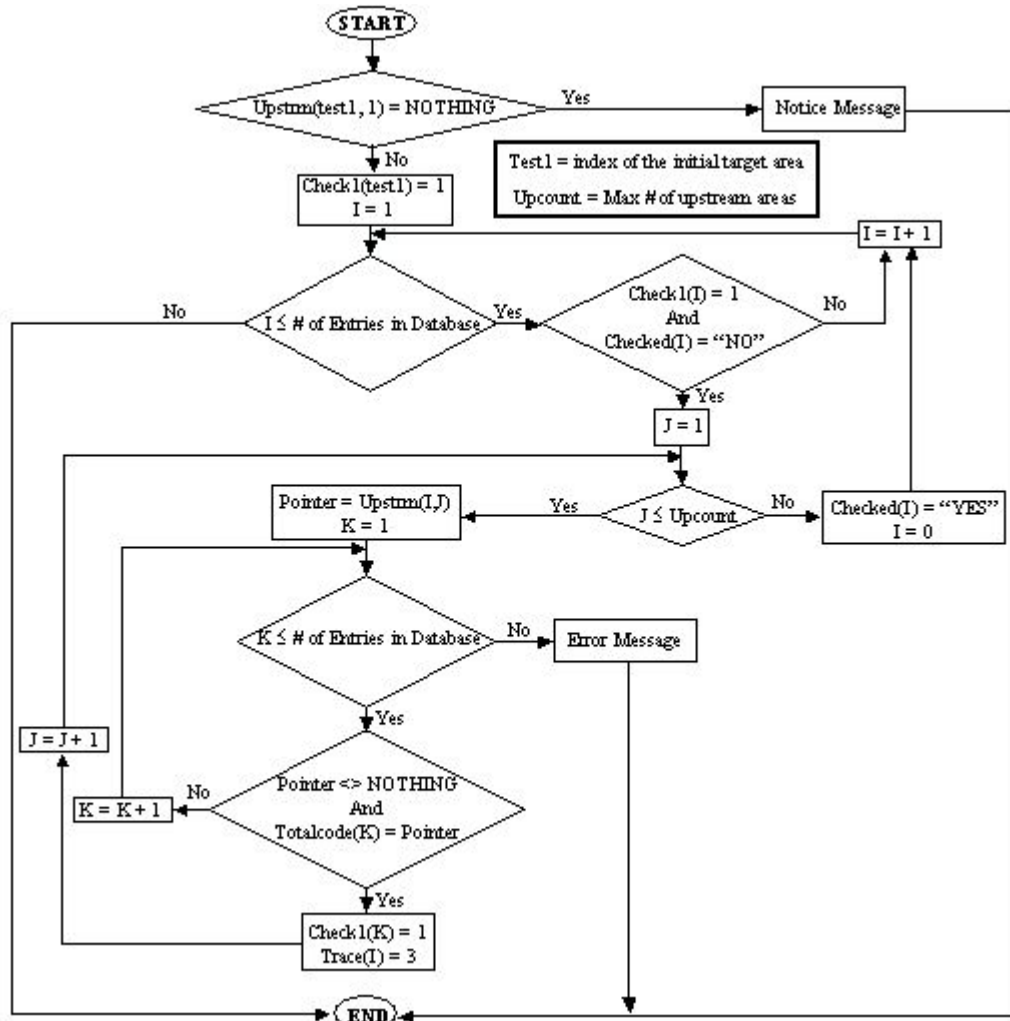 START
Upstrm(test1, 1) = NOTHING
Yes
Notice Message
No
Test1 = index of the initial target area
Upcount = Max # of upstream areas
Check1(test1) = 1
I = 1
I = I + 1
No
I ≤ # of Entries in Database
Yes
Check1(I) = 1
And
Checked(I) = “NO”
No
Yes
J = 1
Pointer = Upstrm(I,J)
K = 1
Yes
J ≤ Upcount
No
Checked(I) = “YES”
I = 0
K ≤ # of Entries in Database
No
Error Message
Yes
J = J + 1
K = K + 1
No
Pointer <> NOTHING
And
Totalcode(K) = Pointer
Yes
Check1(K) = 1
Trace(I) = 3
END